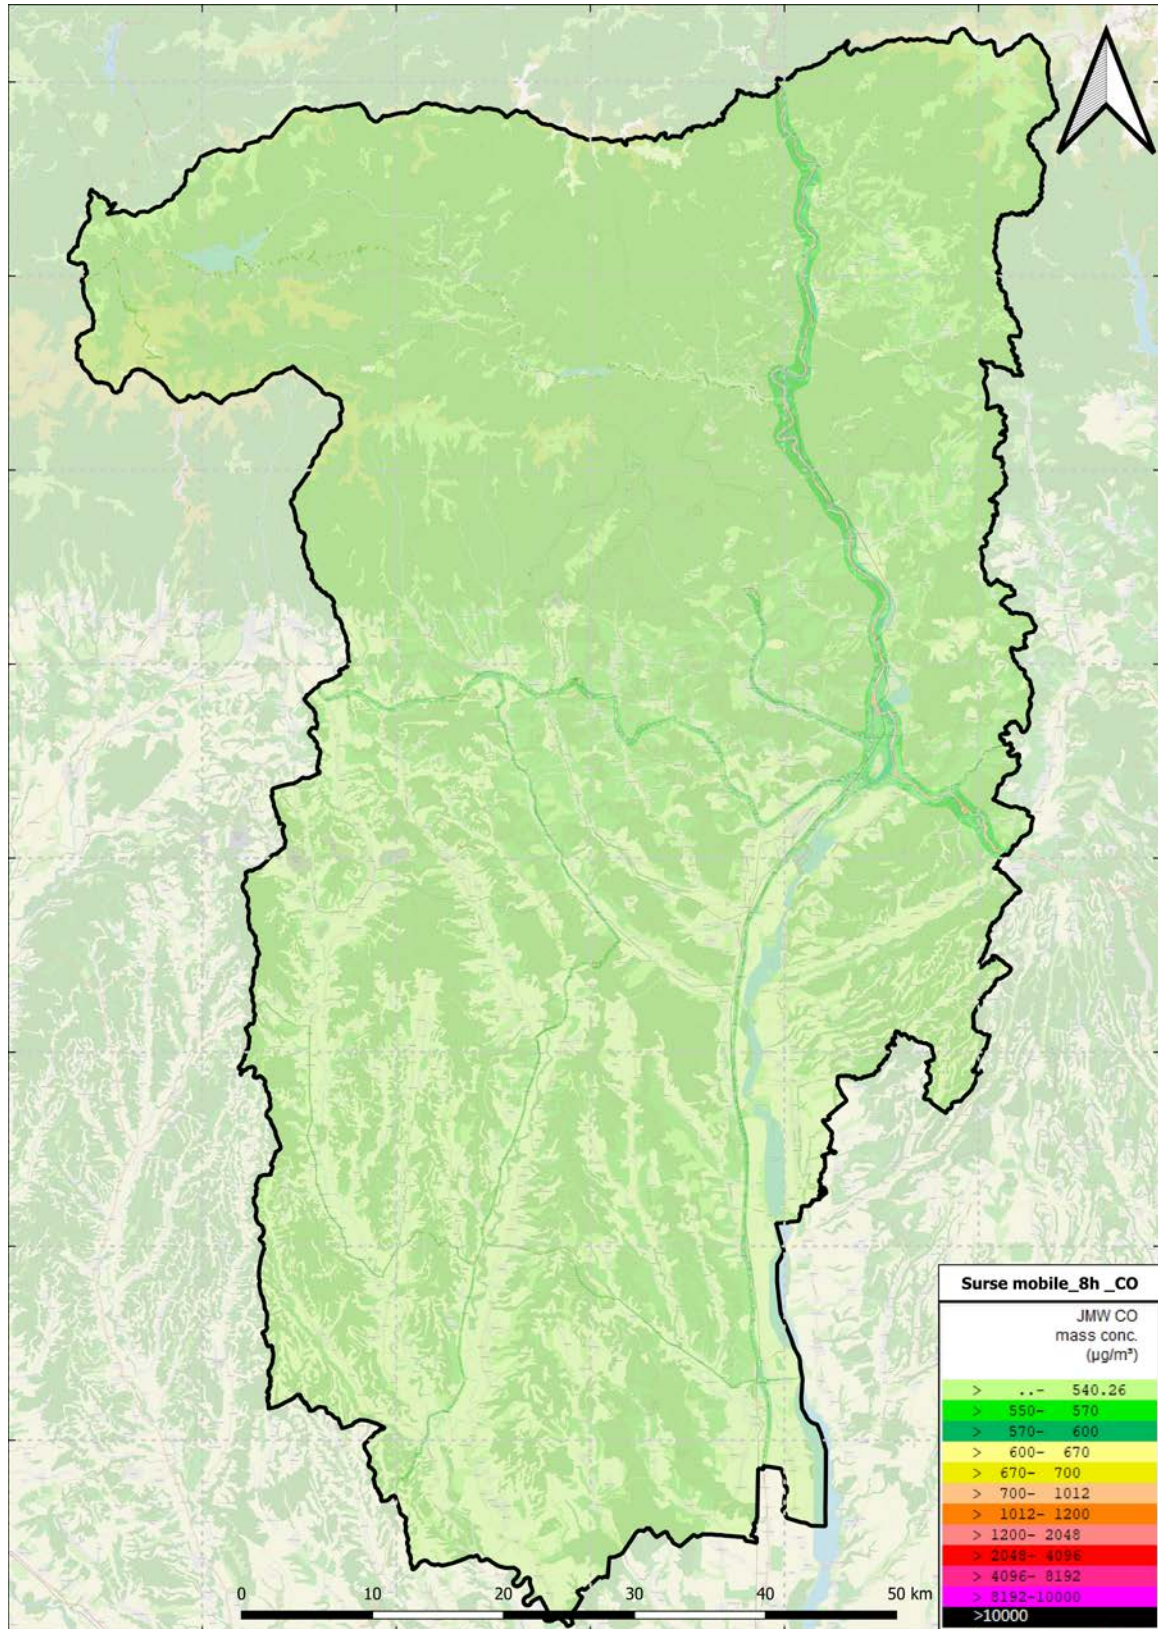 Surse mobile_8h _CO
JMW CO
mass conc.
(µg/m³)
> ..- 540.26
> 550- 570
> 570- 600
> 600- 670
> 670- 700
> 700- 1012
> 1012- 1200
> 1200- 2048
> 2048- 4096
> 4096- 8192
> 8192-10000
>10000
0 10 20 30 40 50 km